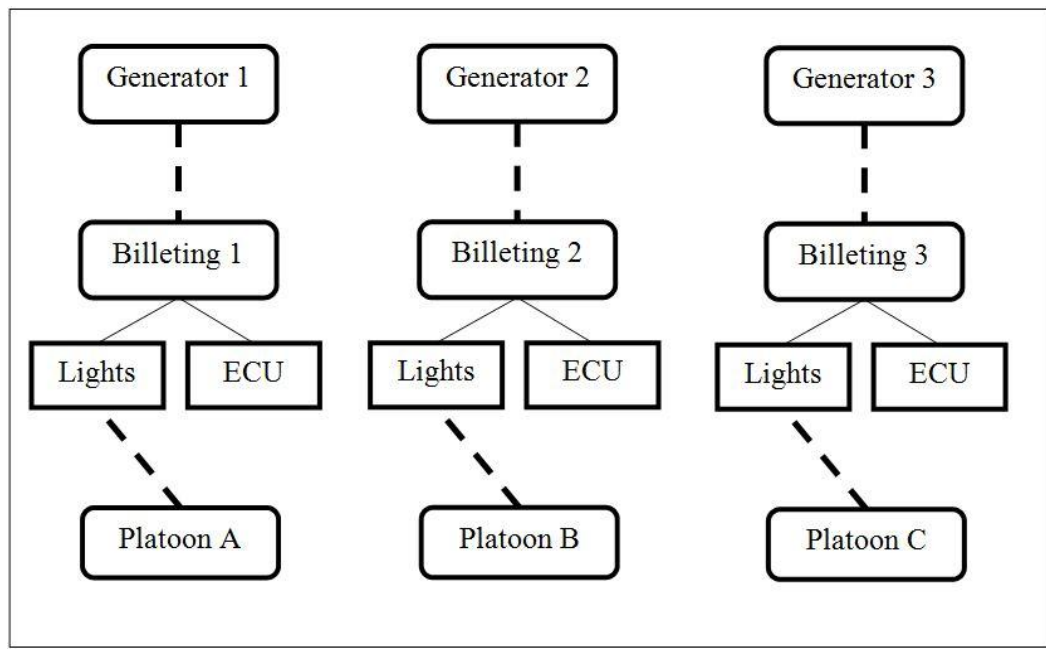 Generator 1
Generator 2
Generator 3
Billeting 1
Billeting 2
Billeting 3
Lights
ECU
Lights
ECU
Lights
ECU
Platoon A
Platoon B
Platoon C